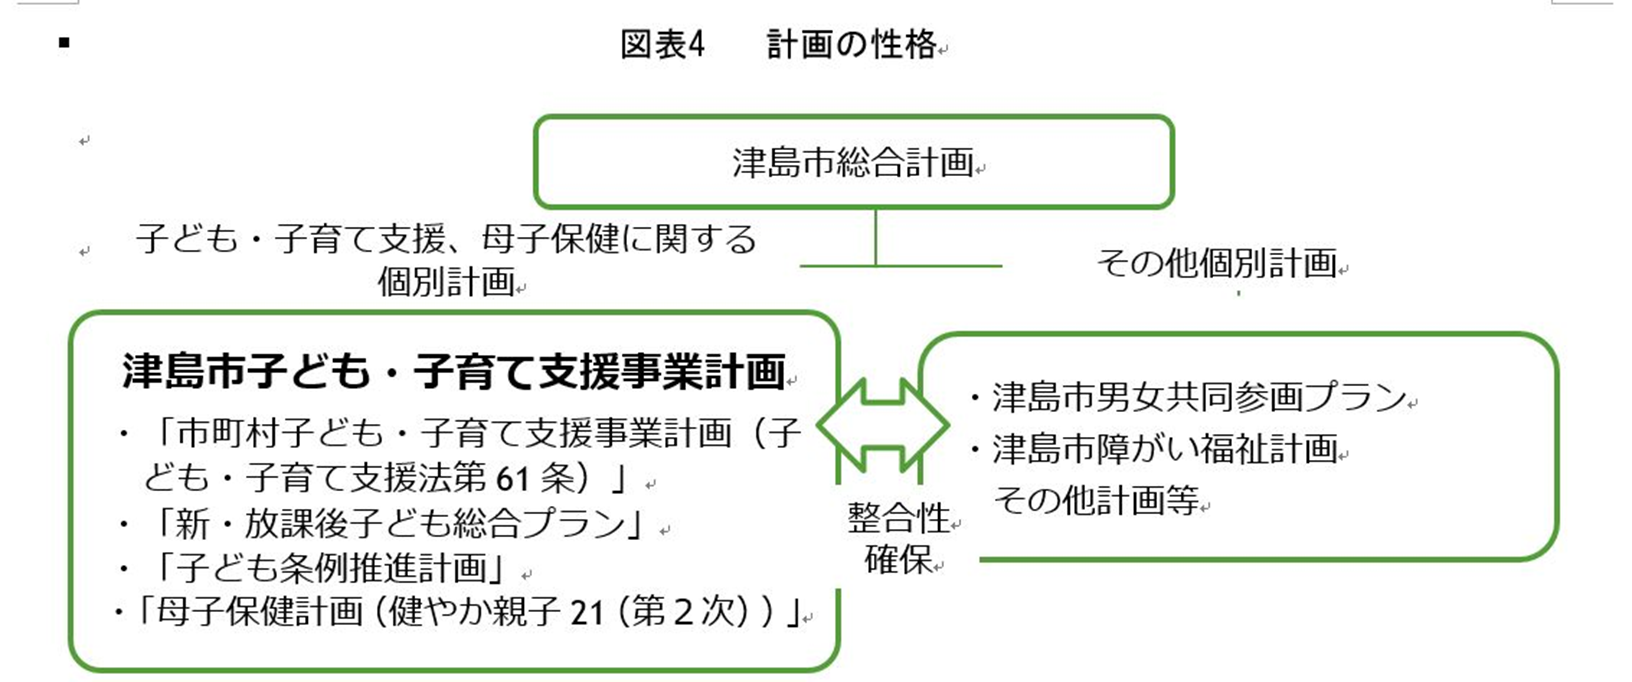 図表4 計画の性格
津島市総合計画
子ども・子育て支援、母子保健に関する
個別計画
その他個別計画
津島市子ども・子育て支援事業計画
・「市町村子ども・子育て支援事業計画（子
ども・子育て支援法第 61 条）」
・「新・放課後子ども総合プラン」
・「子ども条例推進計画」
・「母子保健計画（健やか親子 21（第２次））」
整合性
確保
・津島市男女共同参画プラン
・津島市障がい福祉計画
その他計画等